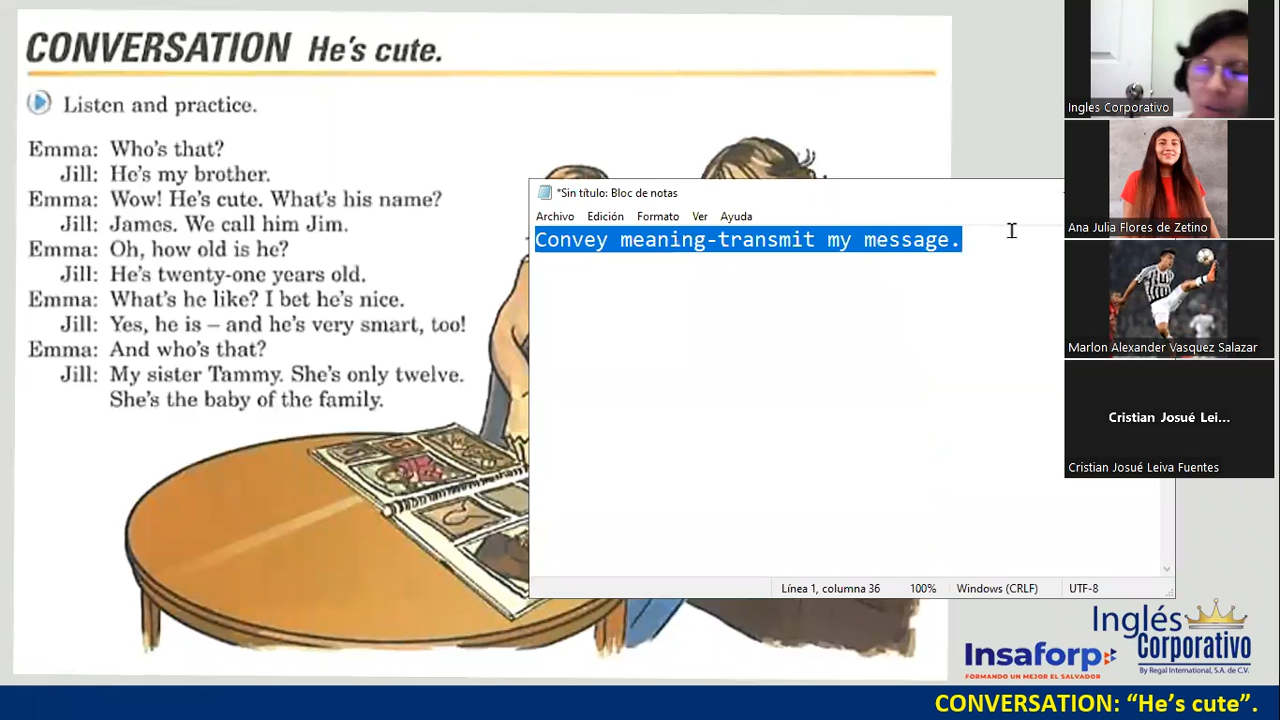 CONVERSATION He's cute.
Listen and practice.
Emma: Who's that?
Jill: He's my brother.
Emma: Wow! He's cute. What's his name?
Jill: James. We call him Jim.
Emma: Oh, how old is he?
Jill: He's twenty-one years old.
Emma: What's he like? I bet he's nice.
Jill: Yes, he is – and he's very smart, too!
Emma: And who's that?
Jill: My sister Tammy. She's only twelve.
She's the baby of the family.
*Sin título: Bloc de notas
Archivo Edición Formato Ver Ayuda
Convey meaning-transmit my message.
Línea 1, columna 36 100% Windows (CRLF) UTF-8
Ingles Corporativo
Ana Julia Flores de Zetino
Marlon Alexander Vasquez Salazar
Cristian Josué Lei...
Cristian Josué Leiva Fuentes
Insaforp
FORMANDO UN MEJOR EL SALVADOR
Inglés
Corporativo
By Regal International, S.A. de C.V.
CONVERSATION: “He’s cute”.